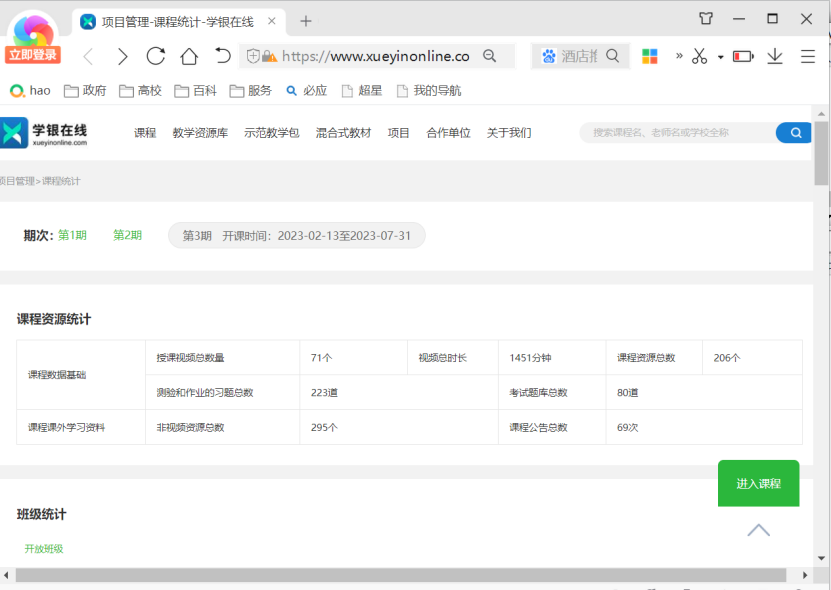 项目管理-课程统计-学银在线
立即登录
https://www.xueyinonline.co
酒店推
hao 政府 高校 百科 服务 必应 超星 我的导航
学银在线
xueyinonline.com
课程 教学资源库 示范教学包 混合式教材 项目 合作单位 关于我们
搜索课程名、老师名或学校全称
项目管理>课程统计
期次: 第1期 第2期 第3期 开课时间：2023-02-13至2023-07-31
课程资源统计
课程数据基础 授课视频总数量 71个 视频总时长 1451分钟 课程资源总数 206个
测验和作业的习题总数 223道 考试题库总数 80道
课程课外学习资料 非视频资源总数 295个 课程公告总数 69次
进入课程
班级统计
开放班级